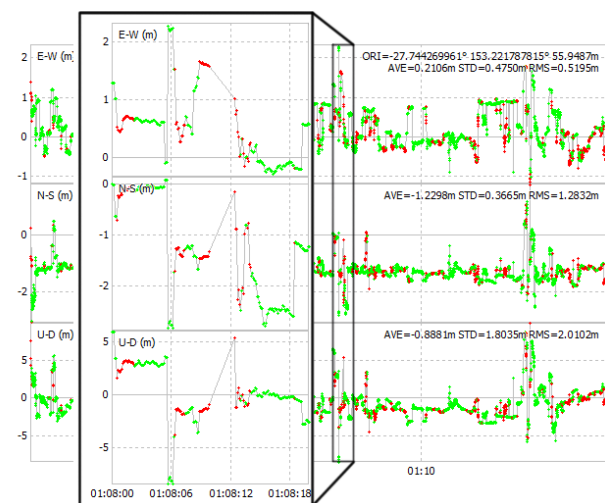 E-W (m)
2
1
0
-1
E-W (m)
2
1
0
ORI=-27.744269961° 153.221787815° 55.9487m
AVE=0.2106m STD=0.4750m RMS=0.5195m
N-S (m)
0
-2
N-S (m)
0
-1
-2
AVE=-1.2298m STD=0.3665m RMS=1.2832m
U-D (m)
5
0
-5
U-D (m)
5
0
-5
AVE=-0.8881m STD=1.8035m RMS=2.0102m
01:08:00 01:08:06 01:08:12 01:08:18
01:10